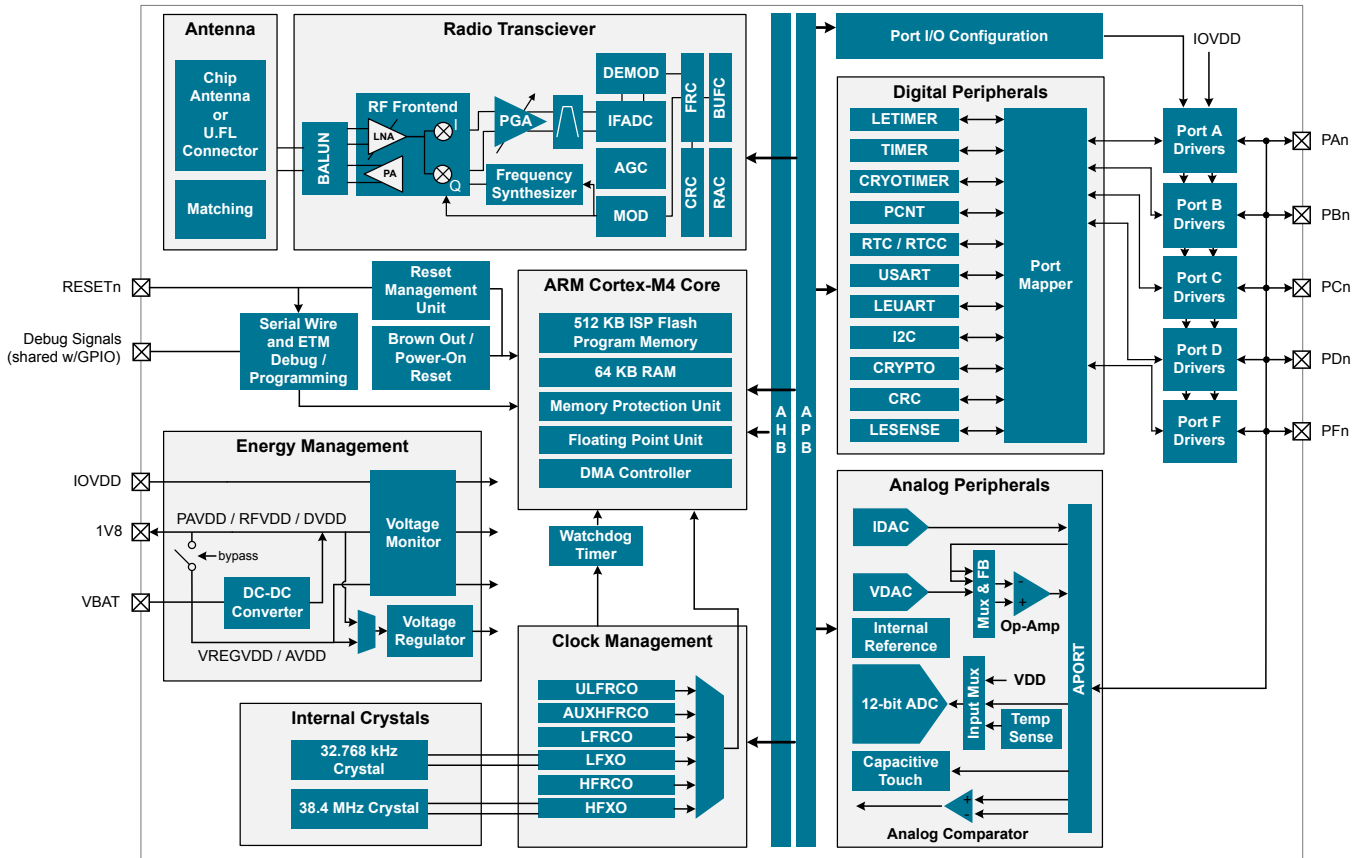 Antenna
Chip
Antenna
or
U.FL
Connector
Matching
Radio Transciever
BALUN
RF Frontend
LNA
PA
I
Q
PGA
Frequency
Synthesizer
DEMOD
IFADC
AGC
MOD
FRC
BUFC
CRC
RAC
Port I/O Configuration
IOVDD
Digital Peripherals
LETIMER
TIMER
CRYOTIMER
PCNT
RTC / RTCC
USART
LEUART
I2C
CRYPTO
CRC
LESENSE
Port
Mapper
Port A
Drivers
Port B
Drivers
Port C
Drivers
Port D
Drivers
Port F
Drivers
PAn
PBn
PCn
PDn
PFn
RESETn
Debug Signals
(shared w/GPIO)
Reset
Management
Unit
Serial Wire
and ETM
Debug /
Programming
Brown Out /
Power-On
Reset
ARM Cortex-M4 Core
512 KB ISP Flash
Program Memory
64 KB RAM
Memory Protection Unit
Floating Point Unit
DMA Controller
AHB
APB
Energy Management
IOVDD
1V8
VBAT
PAVDD / RFVDD / DVDD
bypass
DC-DC
Converter
VREGVDD / AVDD
Voltage
Monitor
Voltage
Regulator
Watchdog
Timer
Clock Management
ULFRCO
AUXHFRCO
LFRCO
LFXO
HFRCO
HFXO
Internal Crystals
32.768 kHz
Crystal
38.4 MHz Crystal
Analog Peripherals
IDAC
VDAC
Mux & FB
-
+
Op-Amp
Internal
Reference
12-bit ADC
Input Mux
VDD
Temp
Sense
Capacitive
Touch
+
-
Analog Comparator
APORT